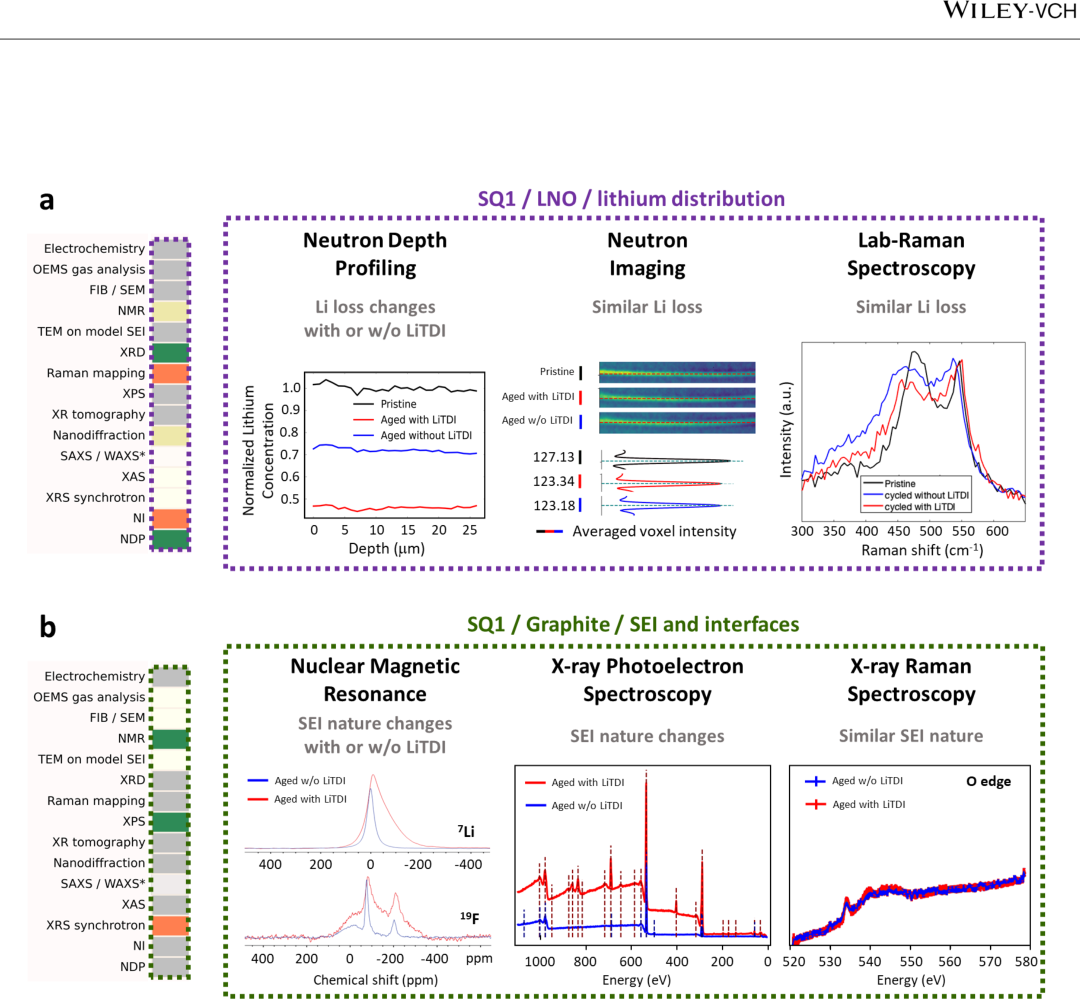 WILEY-VCH
a
SQ1 / LNO / lithium distribution
Electrochemistry
OEMS gas analysis
FIB / SEM
NMR
TEM on model SEI
XRD
Raman mapping
XPS
XR tomography
Nanodiffraction
SAXS / WAXS*
XAS
XRS synchrotron
NI
NDP
Neutron Depth
Profiling
Li loss changes
with or w/o LiTDI
Normalized Lithium
Concentration
1.0
0.9
0.8
0.7
0.6
0.5
Pristine
Aged with LiTDI
Aged without LiTDI
0 5 10 15 20 25
Depth (μm)
Neutron
Imaging
Similar Li loss
Pristine
Aged with LiTDI
Aged w/o LiTDI
127.13
123.34
123.18
Averaged voxel intensity
Lab-Raman
Spectroscopy
Similar Li loss
Intensity (a.u.)
Pristine
cycled without LiTDI
cycled with LiTDI
300 350 400 450 500 550 600
Raman shift (cm-1)
b
SQ1 / Graphite / SEI and interfaces
Electrochemistry
OEMS gas analysis
FIB / SEM
NMR
TEM on model SEI
XRD
Raman mapping
XPS
XR tomography
Nanodiffraction
SAXS / WAXS*
XAS
XRS synchrotron
NI
NDP
Nuclear Magnetic
Resonance
SEI nature changes
with or w/o LiTDI
Aged w/o LiTDI
Aged with LiTDI
7Li
400 200 0 -200 -400
19F
400 200 0 -200 -400 ppm
Chemical shift (ppm)
X-ray Photoelectron
Spectroscopy
SEI nature changes
Aged with LiTDI
Aged w/o LiTDI
1000 800 600 400 200 0
Energy (eV)
X-ray Raman
Spectroscopy
Similar SEI nature
Aged w/o LiTDI
Aged with LiTDI
O edge
520 530 540 550 560 570 580
Energy (eV)